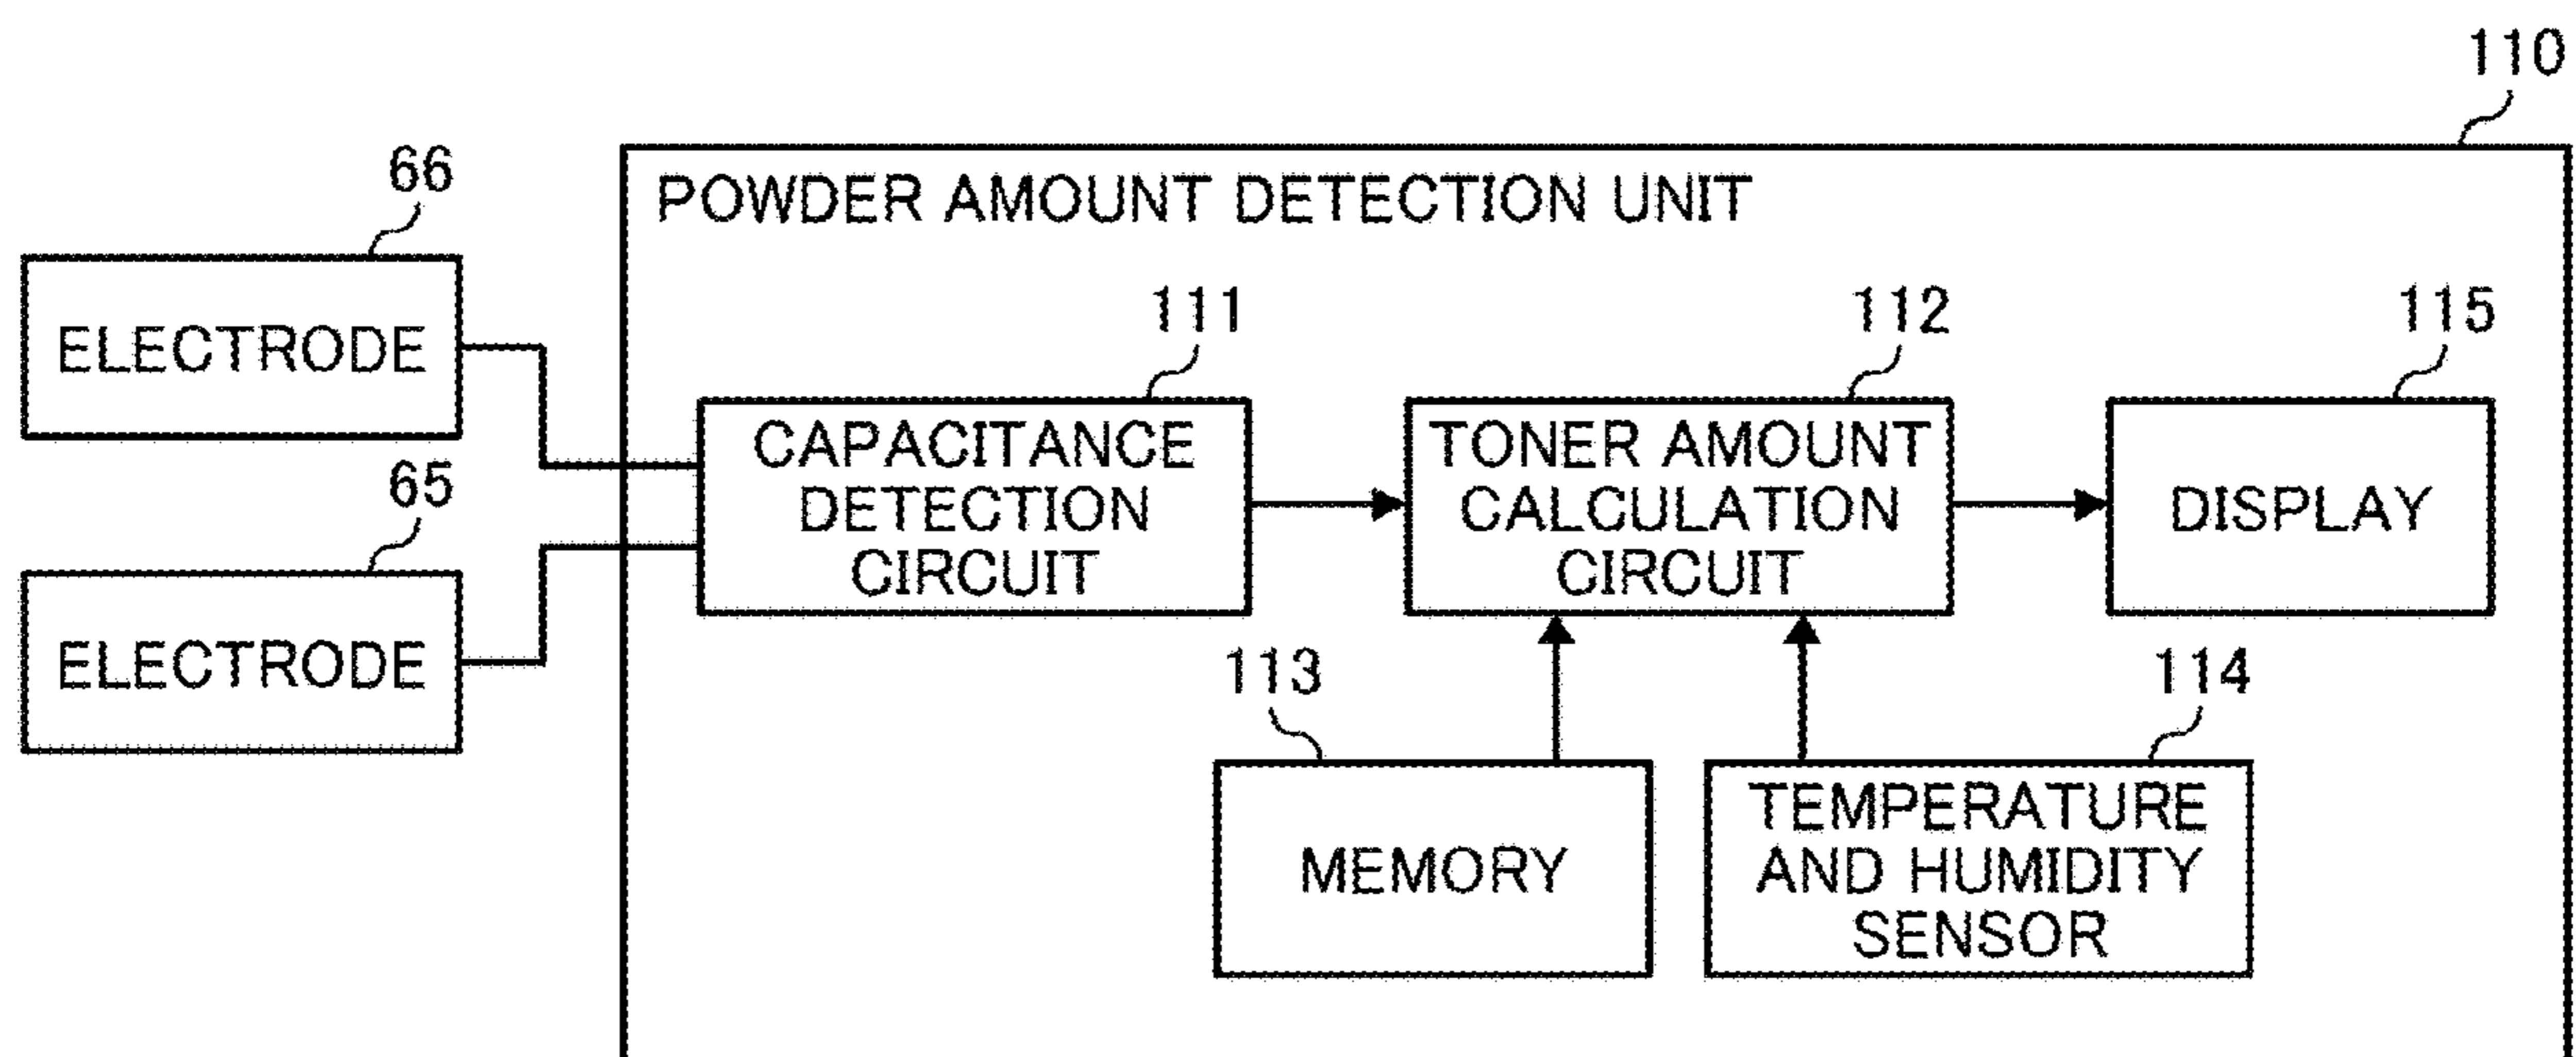 110
POWDER AMOUNT DETECTION UNIT
66
ELECTRODE
65
ELECTRODE
111
CAPACITANCE
DETECTION
CIRCUIT
112
TONER AMOUNT
CALCULATION
CIRCUIT
115
DISPLAY
113
MEMORY
114
TEMPERATURE
AND HUMIDITY
SENSOR